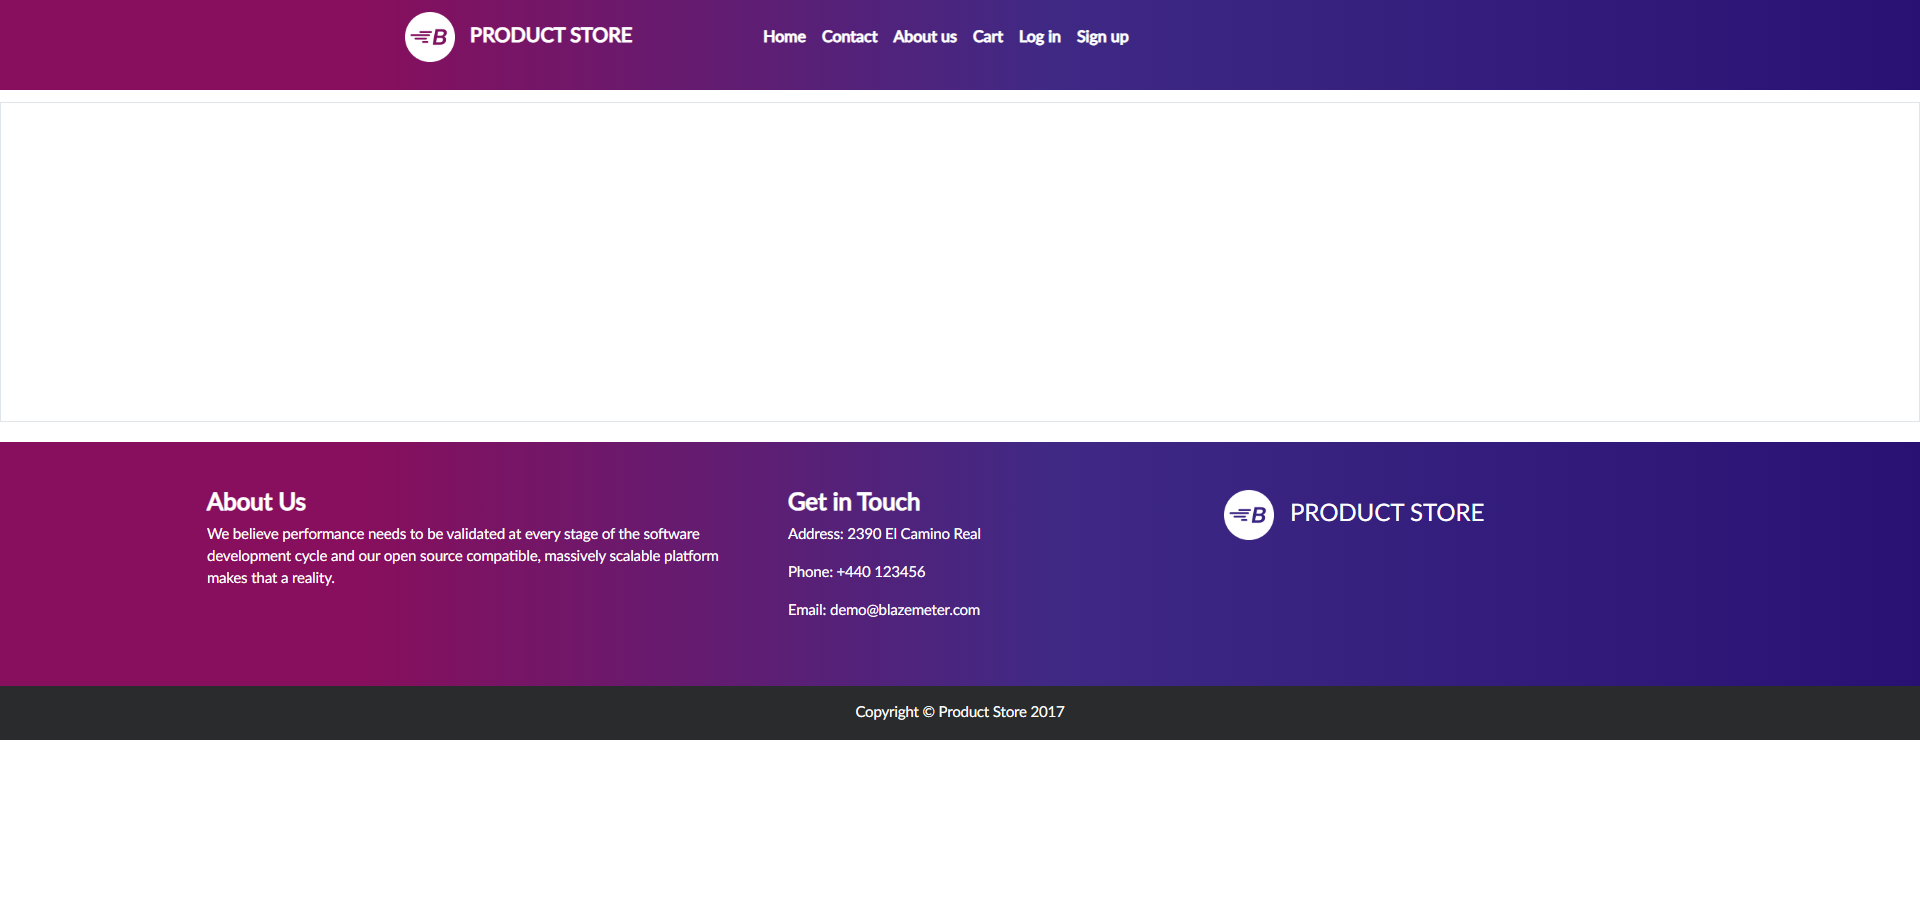 B PRODUCT STORE Home Contact About us Cart Log in Sign up
About Us
We believe performance needs to be validated at every stage of the software
development cycle and our open source compatible, massively scalable platform
makes that a reality.
Get in Touch
Address: 2390 El Camino Real
Phone: +440 123456
Email: demo@blazemeter.com
B PRODUCT STORE
Copyright © Product Store 2017